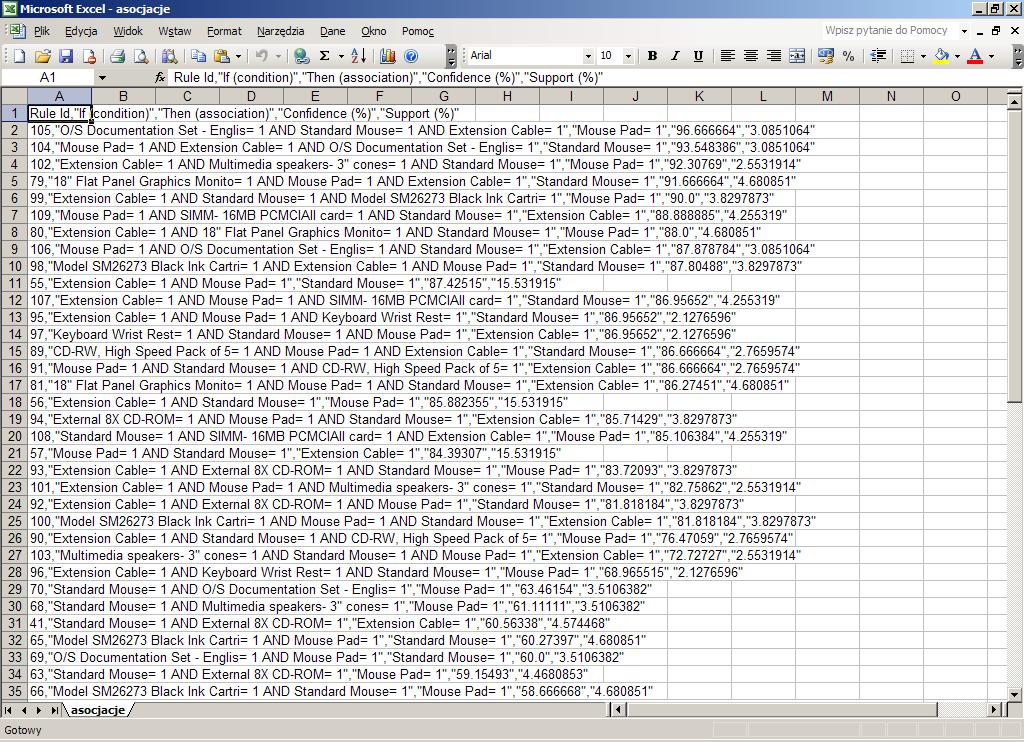 Microsoft Excel - asocjacje
Plik Edycja Widok Wstaw Format Narzędzia Dane Okno Pomoc Wpisz pytanie do Pomocy
Arial 10 B I U
A1 fx Rule Id,"If (condition)","Then (association)","Confidence (%)","Support (%)"
A B C D E F G H I J K L M N O
1 Rule Id,"If (condition)","Then (association)","Confidence (%)","Support (%)"
2 105,"O/S Documentation Set - Englis= 1 AND Standard Mouse= 1 AND Extension Cable= 1","Mouse Pad= 1","96.666664","3.0851064"
3 104,"Mouse Pad= 1 AND Extension Cable= 1 AND O/S Documentation Set - Englis= 1","Standard Mouse= 1","93.548386","3.0851064"
4 102,"Extension Cable= 1 AND Multimedia speakers- 3" cones= 1 AND Standard Mouse= 1","Mouse Pad= 1","92.30769","2.5531914"
5 79,"18" Flat Panel Graphics Monito= 1 AND Mouse Pad= 1 AND Extension Cable= 1","Standard Mouse= 1","91.666664","4.680851"
6 99,"Extension Cable= 1 AND Standard Mouse= 1 AND Model SM26273 Black Ink Cartri= 1","Mouse Pad= 1","90.0","3.8297873"
7 109,"Mouse Pad= 1 AND SIMM- 16MB PCMCIAII card= 1 AND Standard Mouse= 1","Extension Cable= 1","88.888885","4.255319"
8 80,"Extension Cable= 1 AND 18" Flat Panel Graphics Monito= 1 AND Standard Mouse= 1","Mouse Pad= 1","88.0","4.680851"
9 106,"Mouse Pad= 1 AND O/S Documentation Set - Englis= 1 AND Standard Mouse= 1","Extension Cable= 1","87.878784","3.0851064"
10 98,"Model SM26273 Black Ink Cartri= 1 AND Extension Cable= 1 AND Mouse Pad= 1","Standard Mouse= 1","87.80488","3.8297873"
11 55,"Extension Cable= 1 AND Mouse Pad= 1","Standard Mouse= 1","87.42515","15.531915"
12 107,"Extension Cable= 1 AND Mouse Pad= 1 AND SIMM- 16MB PCMCIAII card= 1","Standard Mouse= 1","86.95652","4.255319"
13 95,"Extension Cable= 1 AND Mouse Pad= 1 AND Keyboard Wrist Rest= 1","Standard Mouse= 1","86.95652","2.1276596"
14 97,"Keyboard Wrist Rest= 1 AND Standard Mouse= 1 AND Mouse Pad= 1","Extension Cable= 1","86.95652","2.1276596"
15 89,"CD-RW, High Speed Pack of 5= 1 AND Mouse Pad= 1 AND Extension Cable= 1","Standard Mouse= 1","86.666664","2.7659574"
16 91,"Mouse Pad= 1 AND Standard Mouse= 1 AND CD-RW, High Speed Pack of 5= 1","Extension Cable= 1","86.666664","2.7659574"
17 81,"18" Flat Panel Graphics Monito= 1 AND Mouse Pad= 1 AND Standard Mouse= 1","Extension Cable= 1","86.27451","4.680851"
18 56,"Extension Cable= 1 AND Standard Mouse= 1","Mouse Pad= 1","85.882355","15.531915"
19 94,"External 8X CD-ROM= 1 AND Mouse Pad= 1 AND Standard Mouse= 1","Extension Cable= 1","85.71429","3.8297873"
20 108,"Standard Mouse= 1 AND SIMM- 16MB PCMCIAII card= 1 AND Extension Cable= 1","Mouse Pad= 1","85.106384","4.255319"
21 57,"Mouse Pad= 1 AND Standard Mouse= 1","Extension Cable= 1","84.39307","15.531915"
22 93,"Extension Cable= 1 AND External 8X CD-ROM= 1 AND Standard Mouse= 1","Mouse Pad= 1","83.72093","3.8297873"
23 101,"Extension Cable= 1 AND Mouse Pad= 1 AND Multimedia speakers- 3" cones= 1","Standard Mouse= 1","82.75862","2.5531914"
24 92,"Extension Cable= 1 AND External 8X CD-ROM= 1 AND Mouse Pad= 1","Standard Mouse= 1","81.818184","3.8297873"
25 100,"Model SM26273 Black Ink Cartri= 1 AND Mouse Pad= 1 AND Standard Mouse= 1","Extension Cable= 1","81.818184","3.8297873"
26 90,"Extension Cable= 1 AND Standard Mouse= 1 AND CD-RW, High Speed Pack of 5= 1","Mouse Pad= 1","76.47059","2.7659574"
27 103,"Multimedia speakers- 3" cones= 1 AND Standard Mouse= 1 AND Mouse Pad= 1","Extension Cable= 1","72.72727","2.5531914"
28 96,"Extension Cable= 1 AND Keyboard Wrist Rest= 1 AND Standard Mouse= 1","Mouse Pad= 1","68.965515","2.1276596"
29 70,"Standard Mouse= 1 AND O/S Documentation Set - Englis= 1","Mouse Pad= 1","63.46154","3.5106382"
30 68,"Standard Mouse= 1 AND Multimedia speakers- 3" cones= 1","Mouse Pad= 1","61.11111","3.5106382"
31 41,"Standard Mouse= 1 AND External 8X CD-ROM= 1","Extension Cable= 1","60.56338","4.574468"
32 65,"Model SM26273 Black Ink Cartri= 1 AND Mouse Pad= 1","Standard Mouse= 1","60.27397","4.680851"
33 69,"O/S Documentation Set - Englis= 1 AND Mouse Pad= 1","Standard Mouse= 1","60.0","3.5106382"
34 63,"Standard Mouse= 1 AND External 8X CD-ROM= 1","Mouse Pad= 1","59.15493","4.4680853"
35 66,"Model SM26273 Black Ink Cartri= 1 AND Standard Mouse= 1","Mouse Pad= 1","58.666668","4.680851"
asocjacje
Gotowy